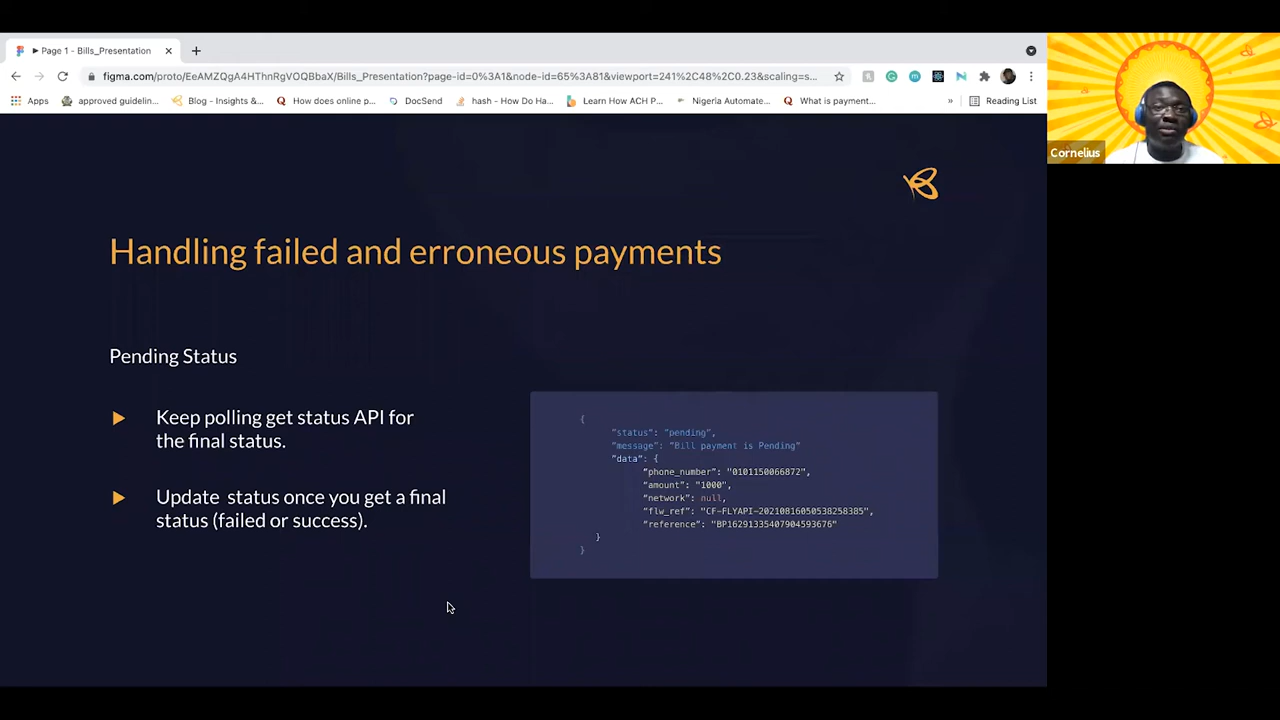 Page 1 - Bills_Presentation
figma.com/proto/EeAMZQgA4HThnRgVOQBbaX/Bills_Presentation?page-id=0%3A1&node-id=65%3A81&viewport=241%2C48%2C0.23&scaling=s...
Apps approved guidelin... Blog - Insights &... How does online p... DocSend hash - How Do Ha... Learn How ACH P... Nigeria Automate... What is payment... » Reading List
Cornelius
Handling failed and erroneous payments
Pending Status
Keep polling get status API for
the final status.
Update status once you get a final
status (failed or success).
{
"status": "pending",
"message": "Bill payment is Pending"
"data": {
"phone_number": "0101150066872",
"amount": "1000",
"network": null,
"flw_ref": "CF-FLYAPI-20210816050538258385",
"reference": "BP16291335407904593676"
}
}